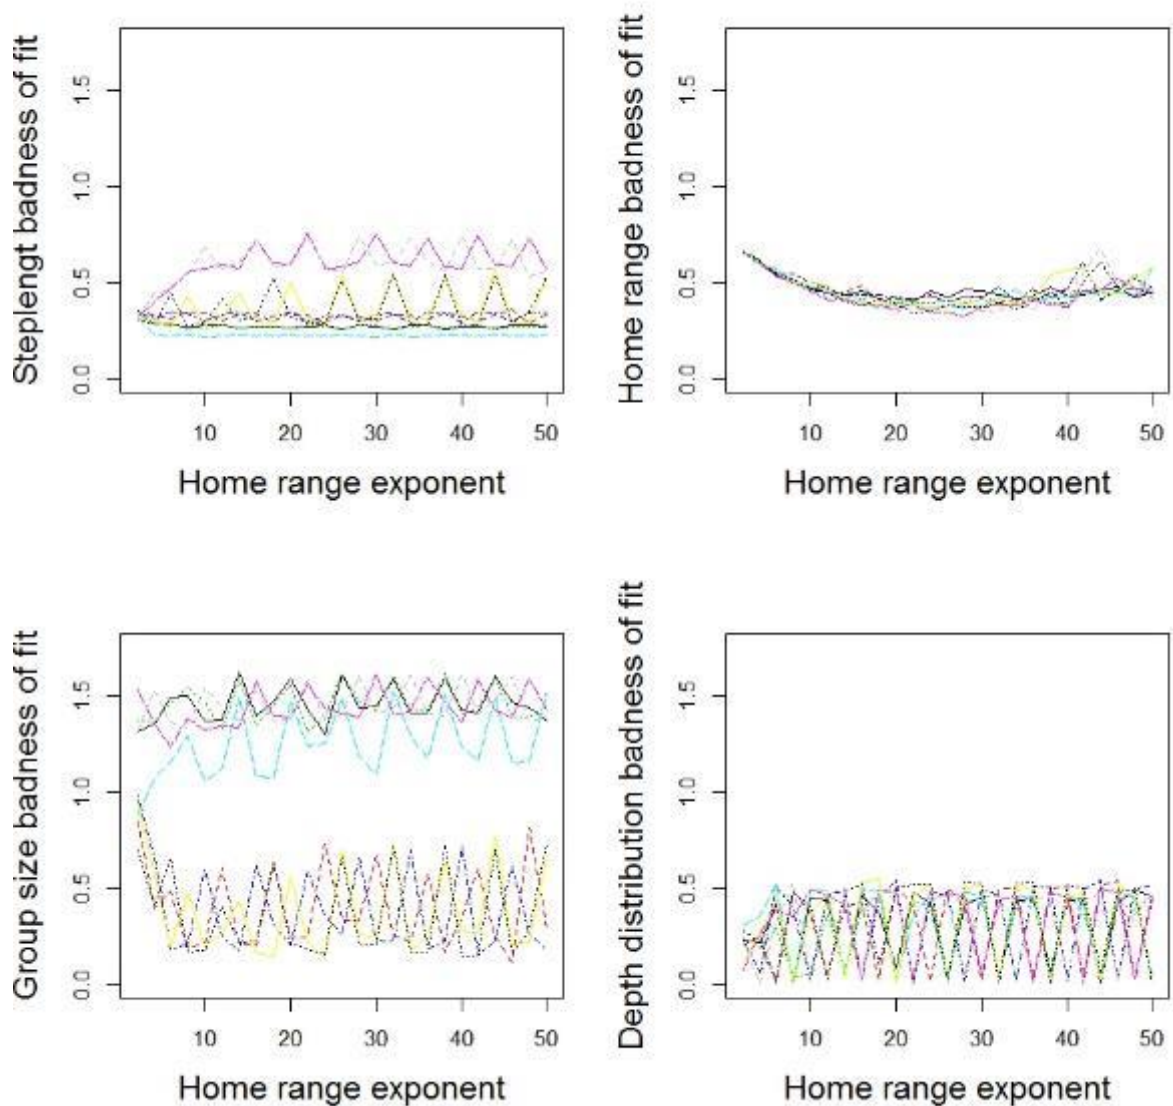 Steplengt badness of fit
1.5
1.0
0.5
0.0
10 20 30 40 50
Home range exponent
Home range badness of fit
1.5
1.0
0.5
0.0
10 20 30 40 50
Home range exponent
Group size badness of fit
1.5
1.0
0.5
0.0
10 20 30 40 50
Home range exponent
Depth distribution badness of fit
1.5
1.0
0.5
0.0
10 20 30 40 50
Home range exponent